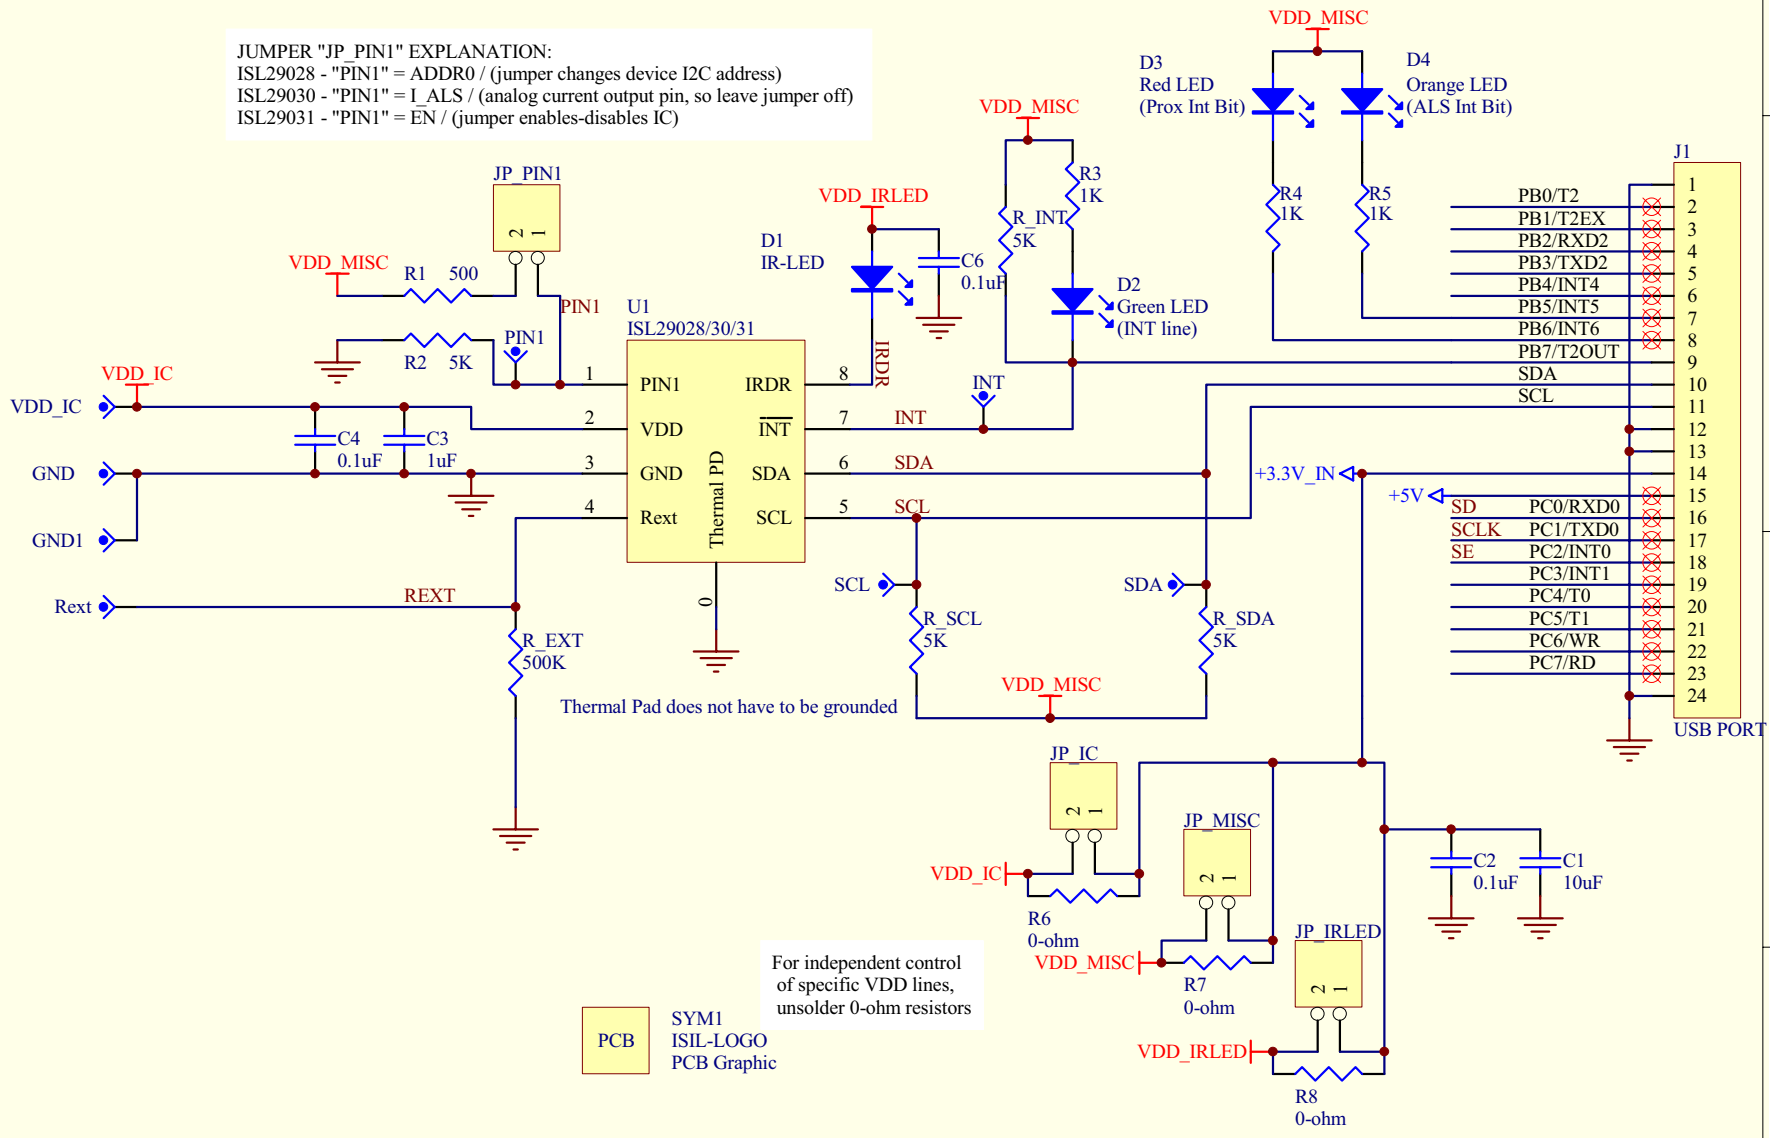 JUMPER "JP_PIN1" EXPLANATION:
ISL29028 - "PIN1" = ADDR0 / (jumper changes device I2C address)
ISL29030 - "PIN1" = I_ALS / (analog current output pin, so leave jumper off)
ISL29031 - "PIN1" = EN / (jumper enables-disables IC)
JP_PIN1
2 1
VDD_MISC
R1 500
PIN1
R2 5K
PIN1
VDD_IC
VDD_IC
C4
0.1uF
C3
1uF
GND
GND1
Rext
REXT
R_EXT
500K
U1
ISL29028/30/31
1 PIN1
2 VDD
3 GND
4 Rext
IRDR 8
INT 7
SDA 6
SCL 5
Thermal PD
0
Thermal Pad does not have to be grounded
VDD_IRLED
D1
IR-LED
C6
0.1uF
IRDR
VDD_MISC
R3
1K
R_INT
5K
D2
Green LED
(INT line)
INT
INT
SDA
SCL
SCL
R_SCL
5K
SDA
R_SDA
5K
VDD_MISC
VDD_MISC
D3
Red LED
(Prox Int Bit)
D4
Orange LED
(ALS Int Bit)
R4
1K
R5
1K
J1
1
PB0/T2 2
PB1/T2EX 3
PB2/RXD2 4
PB3/TXD2 5
PB4/INT4 6
PB5/INT5 7
PB6/INT6 8
PB7/T2OUT 9
SDA 10
SCL 11
12
13
+3.3V_IN 14
+5V 15
SD PC0/RXD0 16
SCLK PC1/TXD0 17
SE PC2/INT0 18
PC3/INT1 19
PC4/T0 20
PC5/T1 21
PC6/WR 22
PC7/RD 23
24
USB PORT
JP_IC
2 1
VDD_IC
R6
0-ohm
JP_MISC
2 1
VDD_MISC
R7
0-ohm
JP_IRLED
2 1
VDD_IRLED
R8
0-ohm
C2
0.1uF
C1
10uF
For independent control
of specific VDD lines,
unsolder 0-ohm resistors
PCB
SYM1
ISIL-LOGO
PCB Graphic